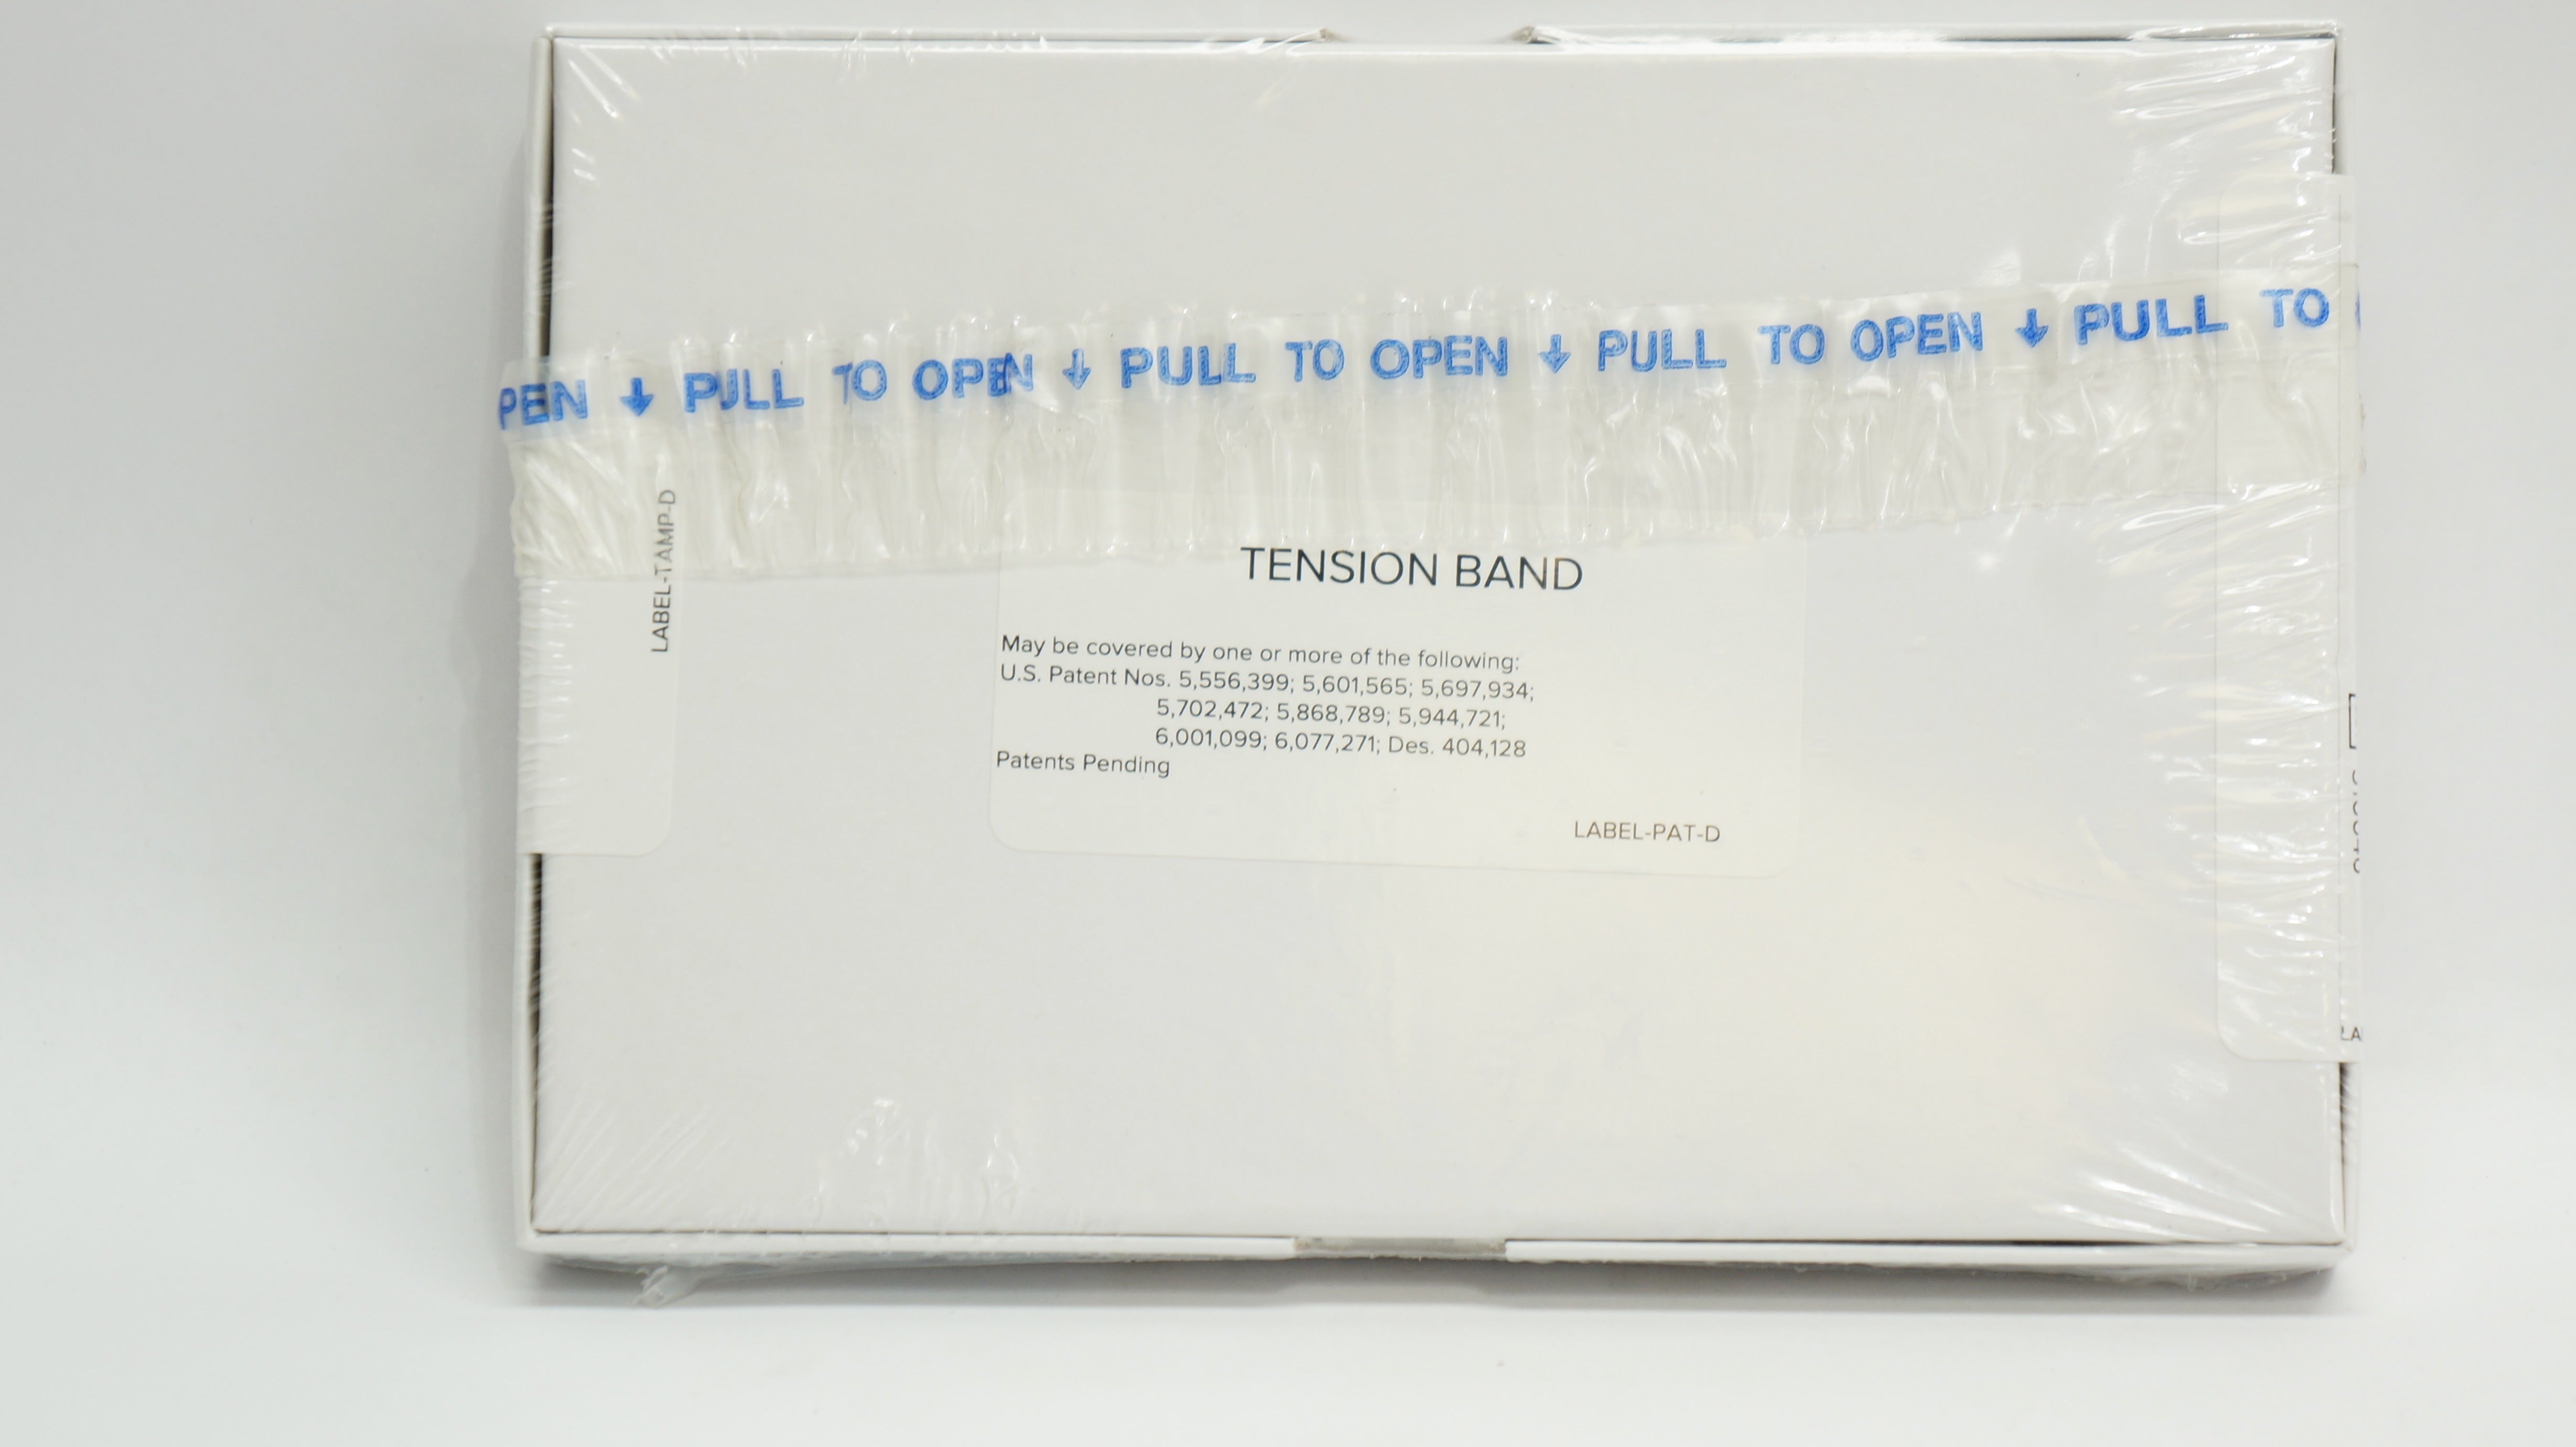 PEN ↓ PULL TO OPEN ↓ PULL TO OPEN ↓ PULL TO OPEN ↓ PULL TO
LABEL-TAMP-D
TENSION BAND
May be covered by one or more of the following:
U.S. Patent Nos. 5,556,399; 5,601,565; 5,697,934;
5,702,472; 5,868,789; 5,944,721;
6,001,099; 6,077,271; Des. 404,128
Patents Pending
LABEL-PAT-D
LA